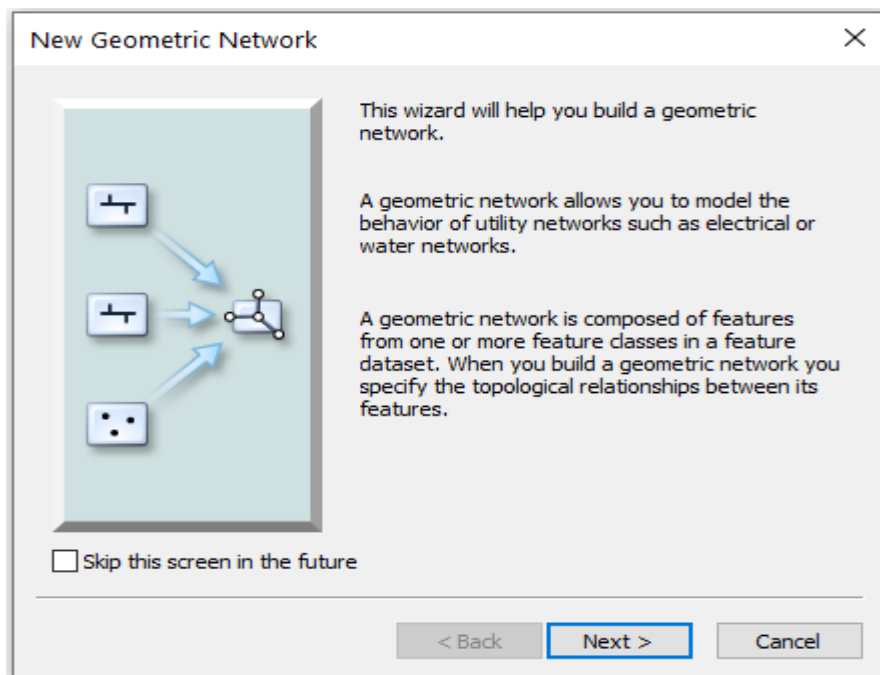 New Geometric Network
This wizard will help you build a geometric
network.
A geometric network allows you to model the
behavior of utility networks such as electrical or
water networks.
A geometric network is composed of features
from one or more feature classes in a feature
dataset. When you build a geometric network you
specify the topological relationships between its
features.
Skip this screen in the future
< Back Next > Cancel